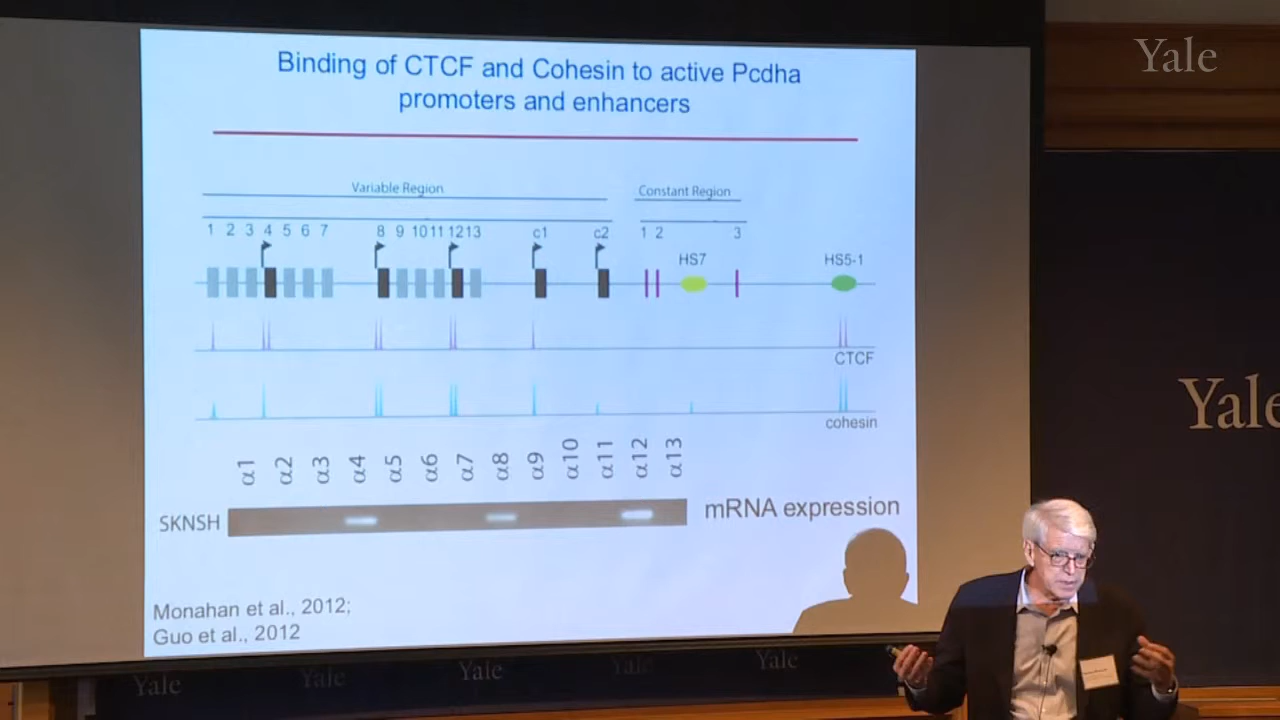 Yale
Binding of CTCF and Cohesin to active Pcdha
promoters and enhancers
Variable Region
Constant Region
1 2 3 4 5 6 7 8 9 10 11 12 13 c1 c2 1 2 3
HS7
HS5-1
CTCF
cohesin
α1 α2 α3 α4 α5 α6 α7 α8 α9 α10 α11 α12 α13
SKNSH
mRNA expression
Monahan et al., 2012;
Guo et al., 2012
Yale
Yale Yale Yale Yale Yale